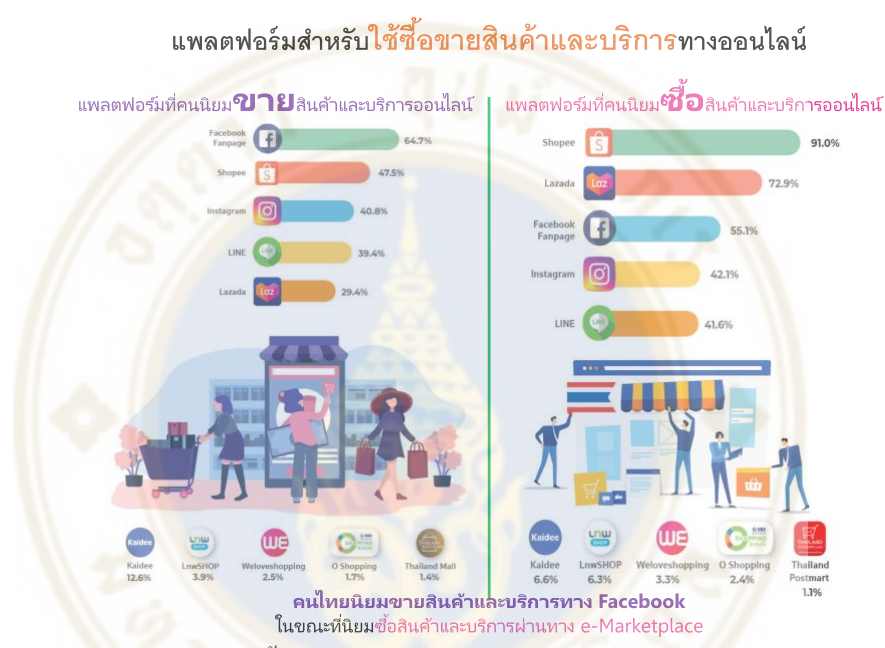 แพลตฟอร์มสำหรับใช้ซื้อขายสินค้าและบริการทางออนไลน์
แพลตฟอร์มที่คนนิยมขายสินค้าและบริการออนไลน์
Facebook
Fanpage
64.7%
Shopee
47.5%
Instagram
40.8%
LINE
39.4%
Lazada
Laz
29.4%
Kaidee
LnwSHOP
WE
Kaidee
12.6%
LnwSHOP
3.9%
Weloveshopping
2.5%
O Shopping
1.7%
Thailand Mall
1.4%
แพลตฟอร์มที่คนนิยมซื้อสินค้าและบริการออนไลน์
Shopee
91.0%
Lazada
Laz
72.9%
Facebook
Fanpage
55.1%
Instagram
42.1%
LINE
LINE
41.6%
Kaidee
LnwSHOP
WE
THAILAND
Kaidee
6.6%
LnwSHOP
6.3%
Weloveshopping
3.3%
O Shopping
2.4%
Thailand
Postmart
1.1%
คนไทยนิยมขายสินค้าและบริการทาง Facebook
ในขณะที่นิยมซื้อสินค้าและบริการผ่านทาง e-Marketplace